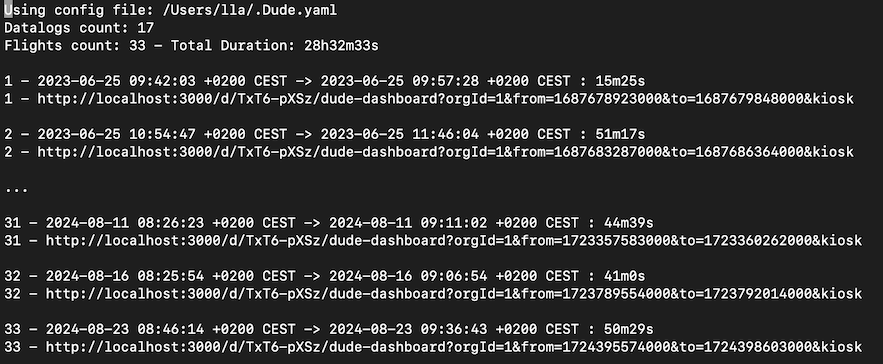 Using config file: /Users/lla/.Dude.yaml
Datalogs count: 17
Flights count: 33 - Total Duration: 28h32m33s
1 - 2023-06-25 09:42:03 +0200 CEST -> 2023-06-25 09:57:28 +0200 CEST : 15m25s
1 - http://localhost:3000/d/TxT6-pXSz/dude-dashboard?orgId=1&from=1687678923000&to=1687679848000&kiosk
2 - 2023-06-25 10:54:47 +0200 CEST -> 2023-06-25 11:46:04 +0200 CEST : 51m17s
2 - http://localhost:3000/d/TxT6-pXSz/dude-dashboard?orgId=1&from=1687683287000&to=1687686364000&kiosk
...
31 - 2024-08-11 08:26:23 +0200 CEST -> 2024-08-11 09:11:02 +0200 CEST : 44m39s
31 - http://localhost:3000/d/TxT6-pXSz/dude-dashboard?orgId=1&from=1723357583000&to=1723360262000&kiosk
32 - 2024-08-16 08:25:54 +0200 CEST -> 2024-08-16 09:06:54 +0200 CEST : 41m0s
32 - http://localhost:3000/d/TxT6-pXSz/dude-dashboard?orgId=1&from=1723789554000&to=1723792014000&kiosk
33 - 2024-08-23 08:46:14 +0200 CEST -> 2024-08-23 09:36:43 +0200 CEST : 50m29s
33 - http://localhost:3000/d/TxT6-pXSz/dude-dashboard?orgId=1&from=1724395574000&to=1724398603000&kiosk